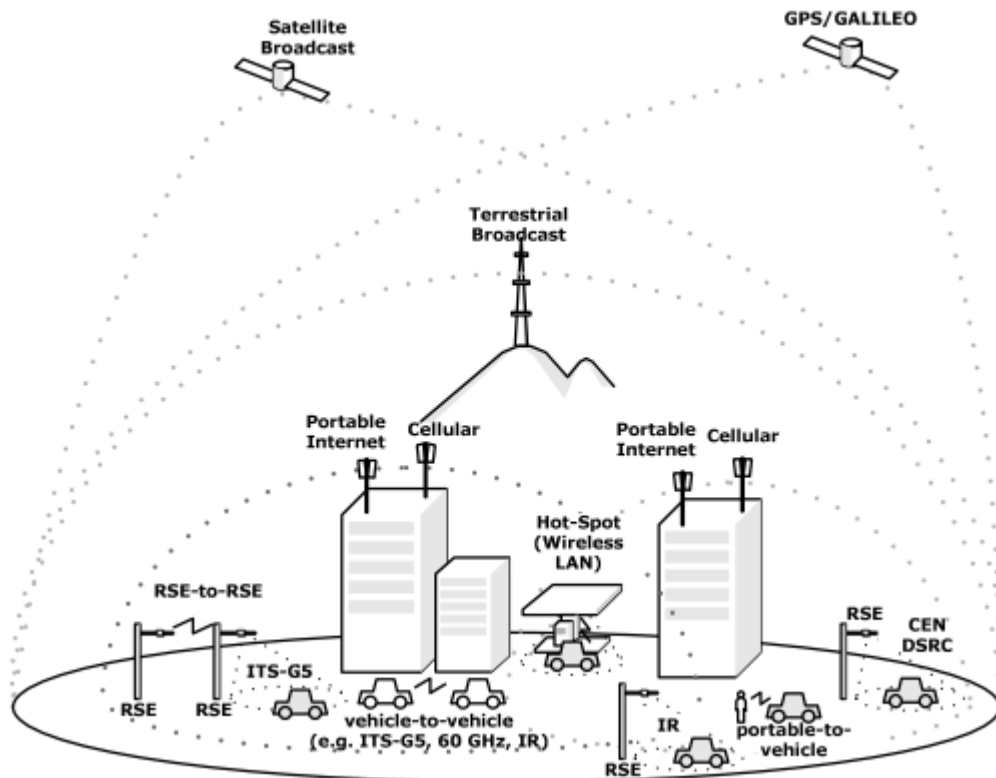 Satellite
Broadcast
GPS/GALILEO
Terrestrial
Broadcast
Portable
Internet
Cellular
Portable
Internet
Cellular
Hot-Spot
(Wireless
LAN)
RSE-to-RSE
RSE
CEN
DSRC
ITS-G5
RSE
RSE
vehicle-to-vehicle
(e.g. ITS-G5, 60 GHz, IR)
IR
RSE
portable-to-
vehicle